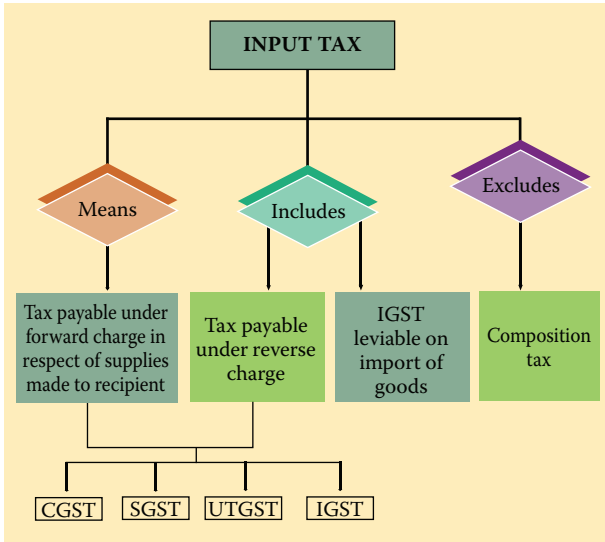 INPUT TAX
Means
Includes
Excludes
Tax payable under
forward charge in
respect of supplies
made to recipient
Tax payable
under reverse
charge
IGST
leviable on
import of
goods
Composition
tax
CGST
SGST
UTGST
IGST